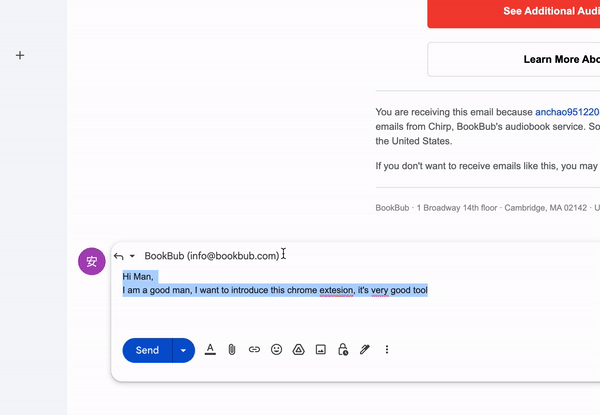 See Additional Audi
Learn More Abo
You are receiving this email because anchao951220
emails from Chirp, BookBub's audiobook service. So
the United States.
If you don't want to receive emails like this, you may
BookBub · 1 Broadway 14th floor · Cambridge, MA 02142 · U
安
BookBub (info@bookbub.com)
Hi Man,
I am a good man, I want to introduce this chrome extesion, it's very good tool
Send